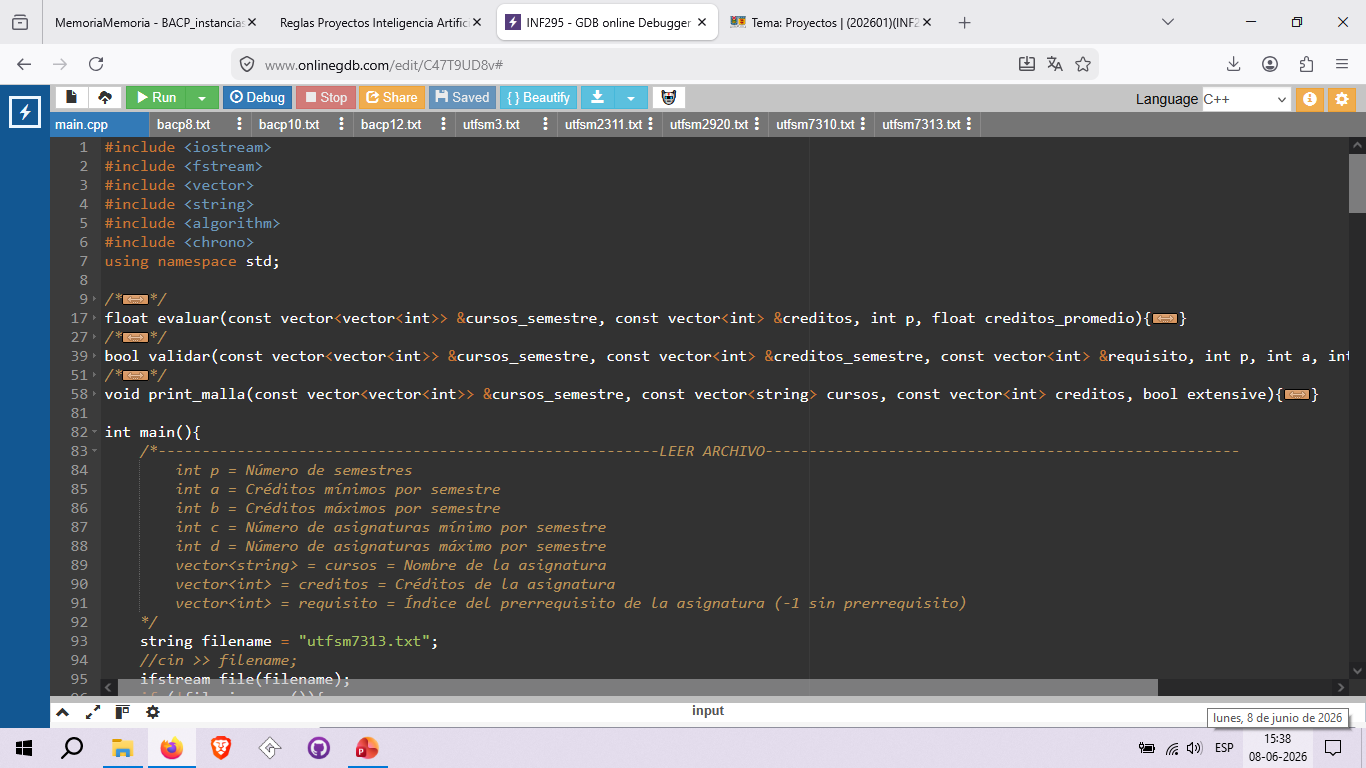 MemoriaMemoria - BACP_instancias
Reglas Proyectos Inteligencia Artific
INF295 - GDB online Debugger
Tema: Proyectos | (202601)(INF2
www.onlinegdb.com/edit/C47T9UD8v#
Run
Debug
Stop
Share
Saved
{ } Beautify
Language C++
main.cpp
bacp8.txt
bacp10.txt
bacp12.txt
utfsm3.txt
utfsm2311.txt
utfsm2920.txt
utfsm7310.txt
utfsm7313.txt
1 #include <iostream>
2 #include <fstream>
3 #include <vector>
4 #include <string>
5 #include <algorithm>
6 #include <chrono>
7 using namespace std;
8
9 /* */
17 float evaluar(const vector<vector<int>> &cursos_semestre, const vector<int> &creditos, int p, float creditos_promedio){ }
27 /* */
39 bool validar(const vector<vector<int>> &cursos_semestre, const vector<int> &creditos_semestre, const vector<int> &requisito, int p, int a, int
51 /* */
58 void print_malla(const vector<vector<int>> &cursos_semestre, const vector<string> cursos, const vector<int> creditos, bool extensive){ }
81
82 int main(){
83 /*---------------------------------------------------------LEER ARCHIVO------------------------------------------------------
84 int p = Número de semestres
85 int a = Créditos mínimos por semestre
86 int b = Créditos máximos por semestre
87 int c = Número de asignaturas mínimo por semestre
88 int d = Número de asignaturas máximo por semestre
89 vector<string> = cursos = Nombre de la asignatura
90 vector<int> = creditos = Créditos de la asignatura
91 vector<int> = requisito = Índice del prerrequisito de la asignatura (-1 sin prerrequisito)
92 */
93 string filename = "utfsm7313.txt";
94 //cin >> filename;
95 ifstream file(filename);
input
lunes, 8 de junio de 2026
ESP
15:38
08-06-2026